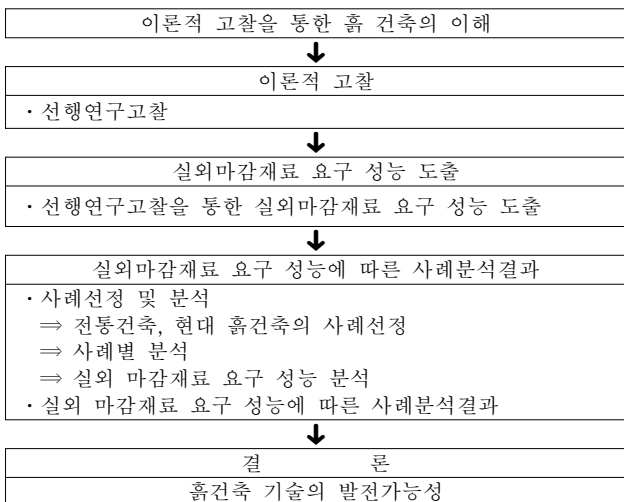 이론적 고찰을 통한 흙 건축의 이해
이론적 고찰
・선행연구고찰
실외마감재료 요구 성능 도출
・선행연구고찰을 통한 실외마감재료 요구 성능 도출
실외마감재료 요구 성능에 따른 사례분석결과
・사례선정 및 분석
⇒ 전통건축, 현대 흙건축의 사례선정
⇒ 사례별 분석
⇒ 실외 마감재료 요구 성능 분석
・실외 마감재료 요구 성능에 따른 사례분석결과
결 론
흙건축 기술의 발전가능성